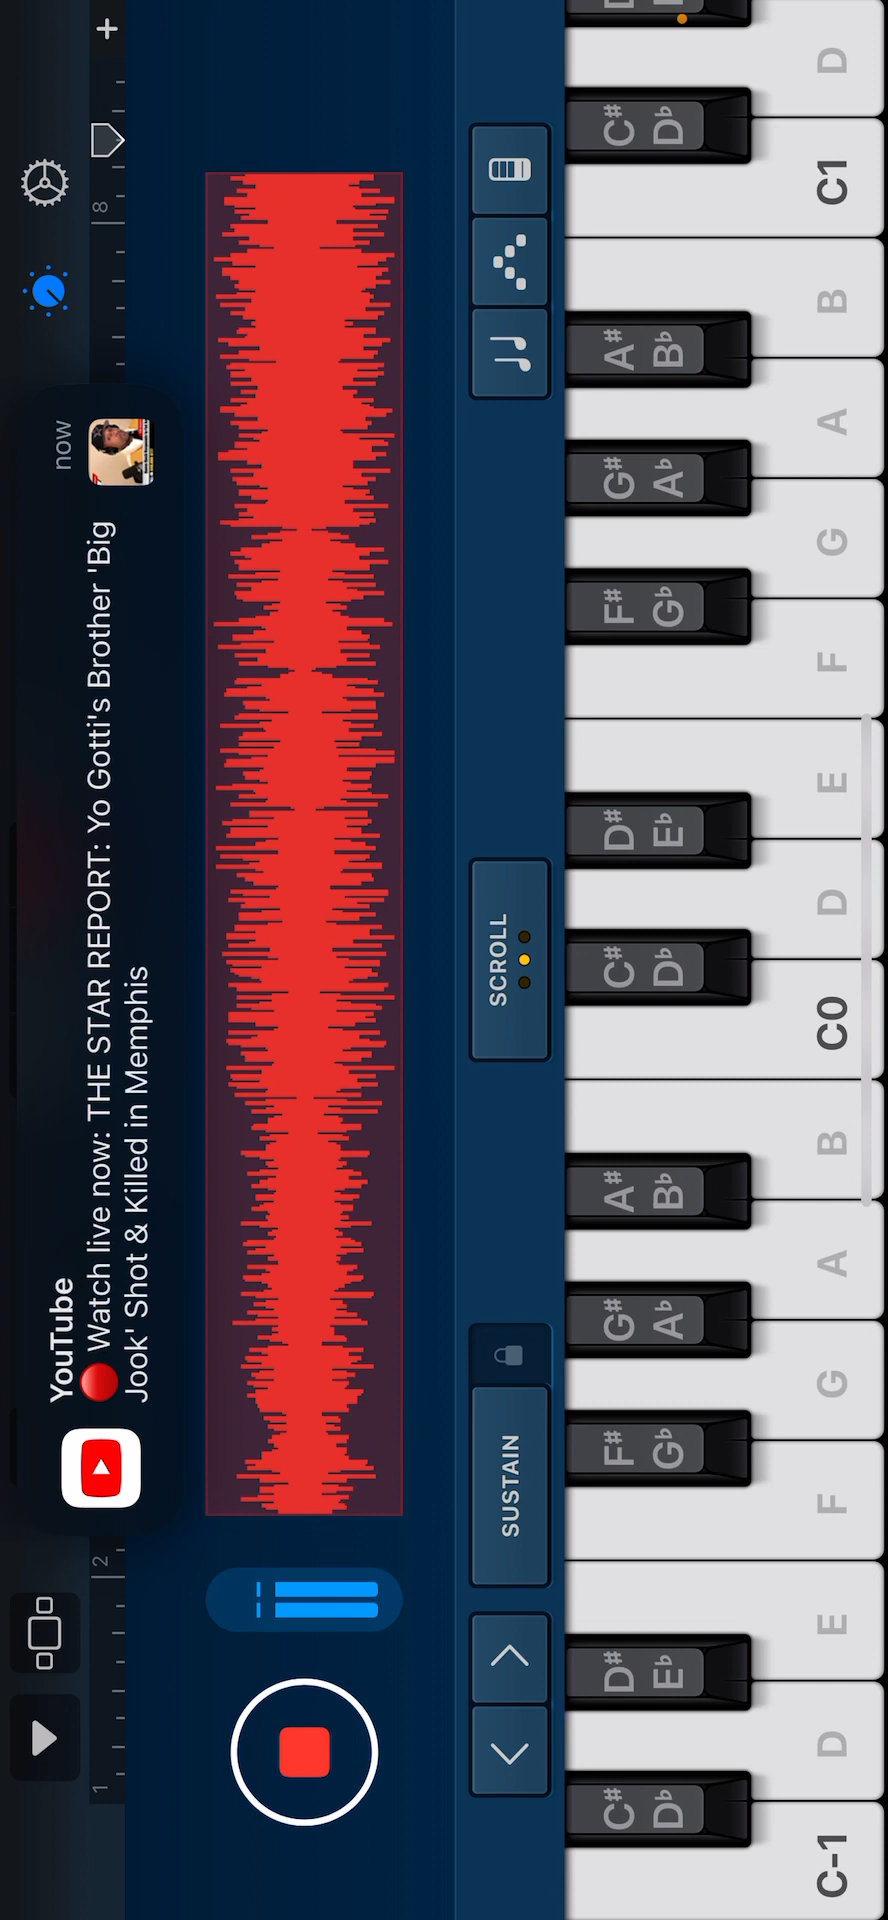 YouTube
now
🔴 Watch live now: THE STAR REPORT: Yo Gotti's Brother 'Big
Jook' Shot & Killed in Memphis
1
2
8
+
SUSTAIN
SCROLL
C# D♭
D# E♭
F# G♭
G# A♭
A# B♭
C# D♭
D# E♭
F# G♭
G# A♭
A# B♭
C# D♭
C-1 D E F G A B C0 D E F G A B C1 D